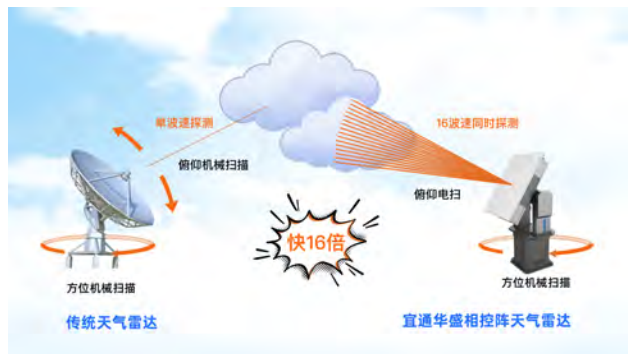 单波速探测
16波速同时探测
俯仰机械扫描
俯仰电扫
快16倍
方位机械扫描
方位机械扫描
传统天气雷达
宜通华盛相控阵天气雷达